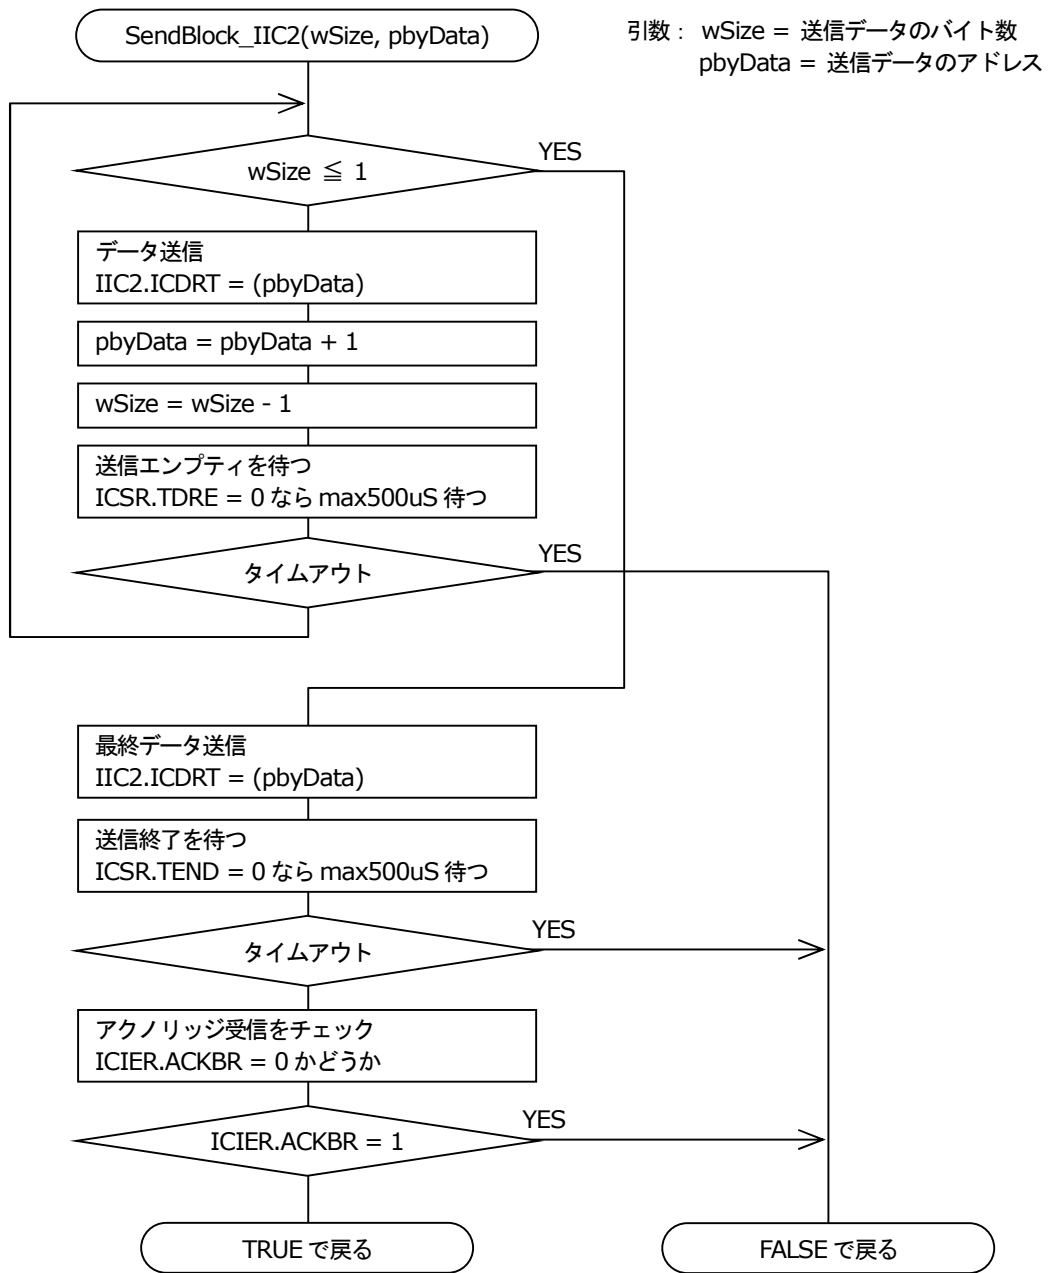 SendBlock_IIC2(wSize, pbyData)
引数： wSize = 送信データのバイト数
pbyData = 送信データのアドレス
wSize ≦ 1
YES
データ送信
IIC2.ICDRT = (pbyData)
pbyData = pbyData + 1
wSize = wSize - 1
送信エンプティを待つ
ICSR.TDRE = 0 なら max500uS 待つ
タイムアウト
YES
最終データ送信
IIC2.ICDRT = (pbyData)
送信終了を待つ
ICSR.TEND = 0 なら max500uS 待つ
タイムアウト
YES
アクノリッジ受信をチェック
ICIER.ACKBR = 0 かどうか
ICIER.ACKBR = 1
YES
TRUE で戻る
FALSE で戻る